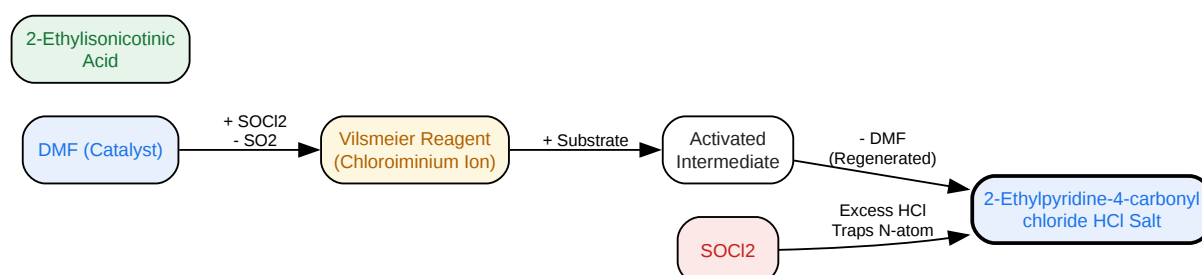 2-Ethylisonicotinic
Acid
DMF (Catalyst)
+ SOCl2
- SO2
Vilsmeier Reagent
(Chloroiminium Ion)
+ Substrate
Activated
Intermediate
- DMF
(Regenerated)
2-Ethylpyridine-4-carbonyl
chloride HCl Salt
SOCl2
Excess HCl
Traps N-atom